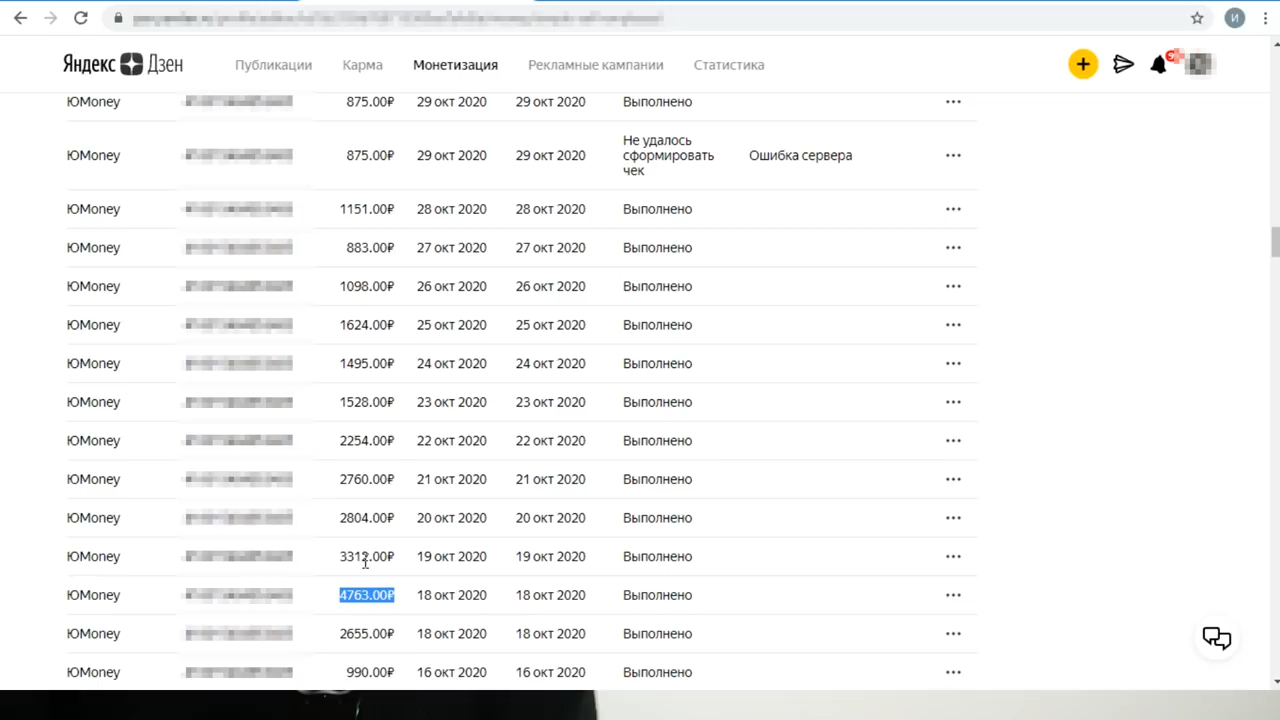 И
Яндекс Дзен Публикации Карма Монетизация Рекламные кампании Статистика
ЮMoney 875.00₽ 29 окт 2020 29 окт 2020 Выполнено
ЮMoney 875.00₽ 29 окт 2020 29 окт 2020 Не удалось сформировать чек Ошибка сервера
ЮMoney 1151.00₽ 28 окт 2020 28 окт 2020 Выполнено
ЮMoney 883.00₽ 27 окт 2020 27 окт 2020 Выполнено
ЮMoney 1098.00₽ 26 окт 2020 26 окт 2020 Выполнено
ЮMoney 1624.00₽ 25 окт 2020 25 окт 2020 Выполнено
ЮMoney 1495.00₽ 24 окт 2020 24 окт 2020 Выполнено
ЮMoney 1528.00₽ 23 окт 2020 23 окт 2020 Выполнено
ЮMoney 2254.00₽ 22 окт 2020 22 окт 2020 Выполнено
ЮMoney 2760.00₽ 21 окт 2020 21 окт 2020 Выполнено
ЮMoney 2804.00₽ 20 окт 2020 20 окт 2020 Выполнено
ЮMoney 3312.00₽ 19 окт 2020 19 окт 2020 Выполнено
ЮMoney 4763.00₽ 18 окт 2020 18 окт 2020 Выполнено
ЮMoney 2655.00₽ 18 окт 2020 18 окт 2020 Выполнено
ЮMoney 990.00₽ 16 окт 2020 16 окт 2020 Выполнено